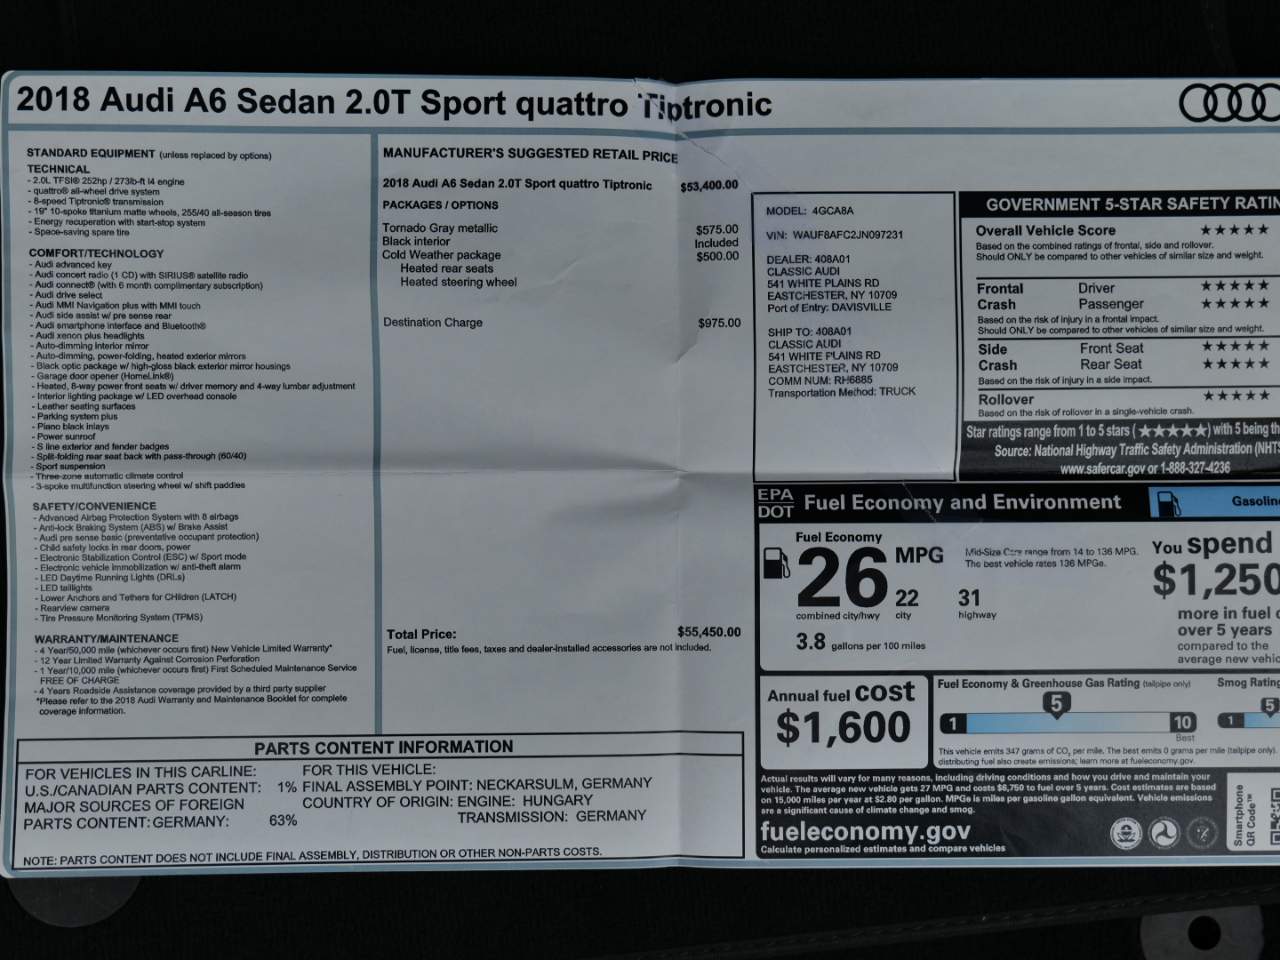 2018 Audi A6 Sedan 2.0T Sport quattro Tiptronic
STANDARD EQUIPMENT (unless replaced by options)
TECHNICAL
- 2.0L TFSI® 252hp / 273lb-ft I4 engine
- quattro® all-wheel drive system
- 8-speed Tiptronic® transmission
- 19" 10-spoke titanium matte wheels, 255/40 all-season tires
- Energy recuperation with start-stop system
- Space-saving spare tire
COMFORT/TECHNOLOGY
- Audi advanced key
- Audi concert radio (1 CD) with SIRIUS® satellite radio
- Audi connect® (with 6 month complimentary subscription)
- Audi drive select
- Audi MMI Navigation plus with MMI touch
- Audi side assist w/ pre sense rear
- Audi smartphone interface and Bluetooth®
- Audi xenon plus headlights
- Auto-dimming interior mirror
- Auto-dimming, power-folding, heated exterior mirrors
- Black optic package w/ high-gloss black exterior mirror housings
- Garage door opener (HomeLink®)
- Heated, 8-way power front seats w/ driver memory and 4-way lumbar adjustment
- Interior lighting package w/ LED overhead console
- Leather seating surfaces
- Parking system plus
- Piano black inlays
- Power sunroof
- S line exterior and fender badges
- Split-folding rear seat back with pass-through (60/40)
- Sport suspension
- Three-zone automatic climate control
- 3-spoke multifunction steering wheel w/ shift paddles
SAFETY/CONVENIENCE
- Advanced Airbag Protection System with 8 airbags
- Anti-lock Braking System (ABS) w/ Brake Assist
- Audi pre sense basic (preventative occupant protection)
- Child safety locks in rear doors, power
- Electronic Stabilization Control (ESC) w/ Sport mode
- Electronic vehicle immobilization w/ anti-theft alarm
- LED Daytime Running Lights (DRLs)
- LED taillights
- Lower Anchors and Tethers for CHildren (LATCH)
- Rearview camera
- Tire Pressure Monitoring System (TPMS)
WARRANTY/MAINTENANCE
- 4 Year/50,000 mile (whichever occurs first) New Vehicle Limited Warranty*
- 12 Year Limited Warranty Against Corrosion Perforation
- 1 Year/10,000 mile (whichever occurs first) First Scheduled Maintenance Service
FREE OF CHARGE
- 4 Years Roadside Assistance coverage provided by a third party supplier
*Please refer to the 2018 Audi Warranty and Maintenance Booklet for complete
coverage information.
MANUFACTURER'S SUGGESTED RETAIL PRICE
2018 Audi A6 Sedan 2.0T Sport quattro Tiptronic $53,400.00
PACKAGES / OPTIONS
Tornado Gray metallic $575.00
Black interior Included
Cold Weather package $500.00
Heated rear seats
Heated steering wheel
Destination Charge $975.00
Total Price: $55,450.00
Fuel, license, title fees, taxes and dealer-installed accessories are not included.
PARTS CONTENT INFORMATION
FOR VEHICLES IN THIS CARLINE:
U.S./CANADIAN PARTS CONTENT: 1%
MAJOR SOURCES OF FOREIGN
PARTS CONTENT: GERMANY: 63%
FOR THIS VEHICLE:
FINAL ASSEMBLY POINT: NECKARSULM, GERMANY
COUNTRY OF ORIGIN: ENGINE: HUNGARY
TRANSMISSION: GERMANY
NOTE: PARTS CONTENT DOES NOT INCLUDE FINAL ASSEMBLY, DISTRIBUTION OR OTHER NON-PARTS COSTS.
MODEL: 4GCA8A
VIN: WAUF8AFC2JN097231
DEALER: 408A01
CLASSIC AUDI
541 WHITE PLAINS RD
EASTCHESTER, NY 10709
Port of Entry: DAVISVILLE
SHIP TO: 408A01
CLASSIC AUDI
541 WHITE PLAINS RD
EASTCHESTER, NY 10709
COMM NUM: RH6885
Transportation Method: TRUCK
GOVERNMENT 5-STAR SAFETY RATIN
Overall Vehicle Score ★★★★★
Based on the combined ratings of frontal, side and rollover.
Should ONLY be compared to other vehicles of similar size and weight.
Frontal Driver ★★★★★
Crash Passenger ★★★★★
Based on the risk of injury in a frontal impact.
Should ONLY be compared to other vehicles of similar size and weight.
Side Front Seat ★★★★★
Crash Rear Seat ★★★★★
Based on the risk of injury in a side impact.
Rollover ★★★★★
Based on the risk of rollover in a single-vehicle crash.
Star ratings range from 1 to 5 stars (★★★★★) with 5 being th
Source: National Highway Traffic Safety Administration (NHTS
www.safercar.gov or 1-888-327-4236
EPA
DOT
Fuel Economy and Environment
Gasolin
Fuel Economy
26 MPG
combined city/hwy
22
city
31
highway
3.8 gallons per 100 miles
Mid-Size Cars range from 14 to 136 MPG.
The best vehicle rates 136 MPGe.
You spend
$1,250
more in fuel c
over 5 years
compared to the
average new vehic
Annual fuel cost
$1,600
Fuel Economy & Greenhouse Gas Rating (tailpipe only)
5
1 10
Best
Smog Rating
5
1
This vehicle emits 347 grams of CO₂ per mile. The best emits 0 grams per mile (tailpipe only).
distributing fuel also create emissions; learn more at fueleconomy.gov.
Actual results will vary for many reasons, including driving conditions and how you drive and maintain your
vehicle. The average new vehicle gets 27 MPG and costs $6,750 to fuel over 5 years. Cost estimates are based
on 15,000 miles per year at $2.80 per gallon. MPGe is miles per gasoline gallon equivalent. Vehicle emissions
are a significant cause of climate change and smog.
fueleconomy.gov
Calculate personalized estimates and compare vehicles
Smartphone
QR Code™